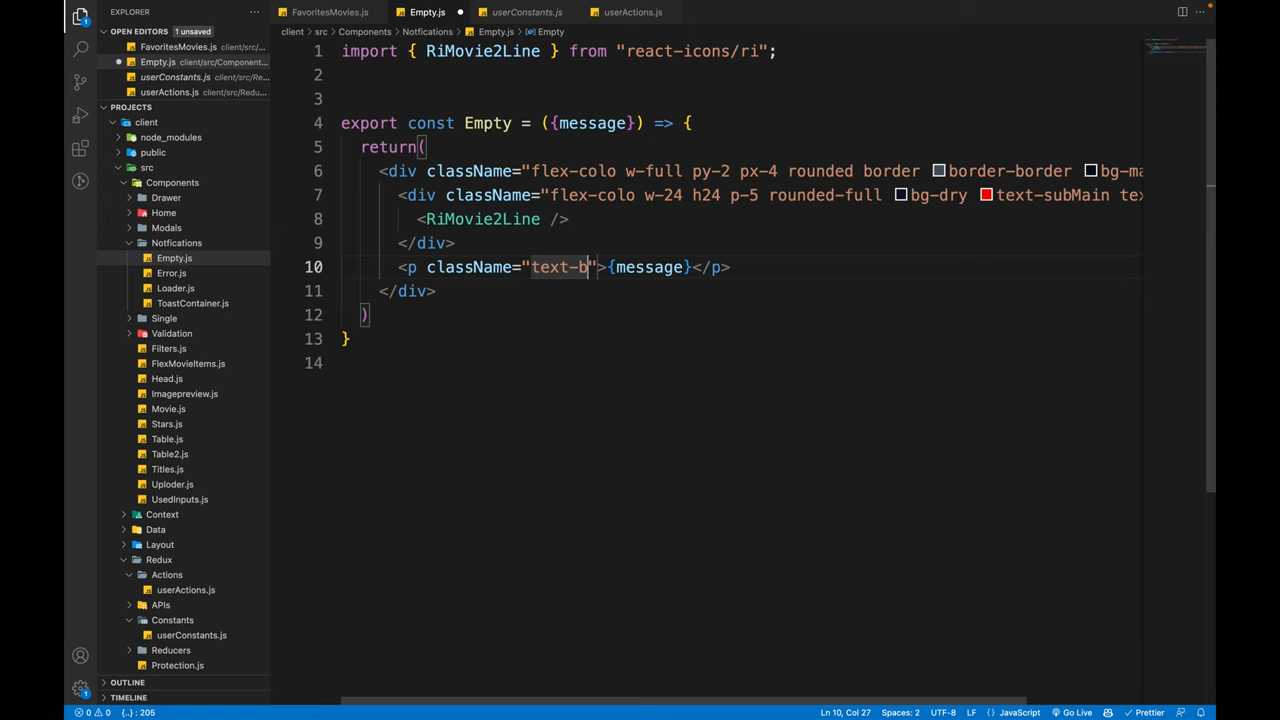 EXPLORER
FavoritesMovies.js
Empty.js
userConstants.js
userActions.js
OPEN EDITORS 1 unsaved
client > src > Components > Notfications > Empty.js > Empty
FavoritesMovies.js client/src/...
Empty.js client/src/Component...
userConstants.js client/src/Re...
userActions.js client/src/Redu...
PROJECTS
client
node_modules
public
src
Components
Drawer
Home
Modals
Notfications
Empty.js
Error.js
Loader.js
ToastContainer.js
Single
Validation
Filters.js
FlexMovieItems.js
Head.js
Imagepreview.js
Movie.js
Stars.js
Table.js
Table2.js
Titles.js
Uploder.js
UsedInputs.js
Context
Data
Layout
Redux
Actions
userActions.js
APIs
Constants
userConstants.js
Reducers
Protection.js
OUTLINE
TIMELINE
1 import { RiMovie2Line } from "react-icons/ri";
2
3
4 export const Empty = ({message}) => {
5 return(
6 <div className="flex-colo w-full py-2 px-4 rounded border border-border bg-ma
7 <div className="flex-colo w-24 h24 p-5 rounded-full bg-dry text-subMain tex
8 <RiMovie2Line />
9 </div>
10 <p className="text-b">{message}</p>
11 </div>
12 )
13 }
14
1
1
0 0 {..} : 205
Ln 10, Col 27 Spaces: 2 UTF-8 LF {} JavaScript Go Live Prettier